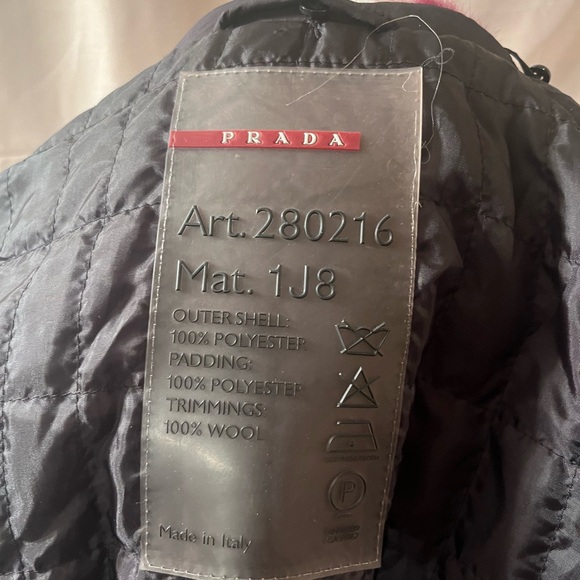 PRADA
Art. 280216
Mat. 1J8
OUTER SHELL:
100% POLYESTER
PADDING:
100% POLYESTER
TRIMMINGS:
100% WOOL
P
Made in Italy